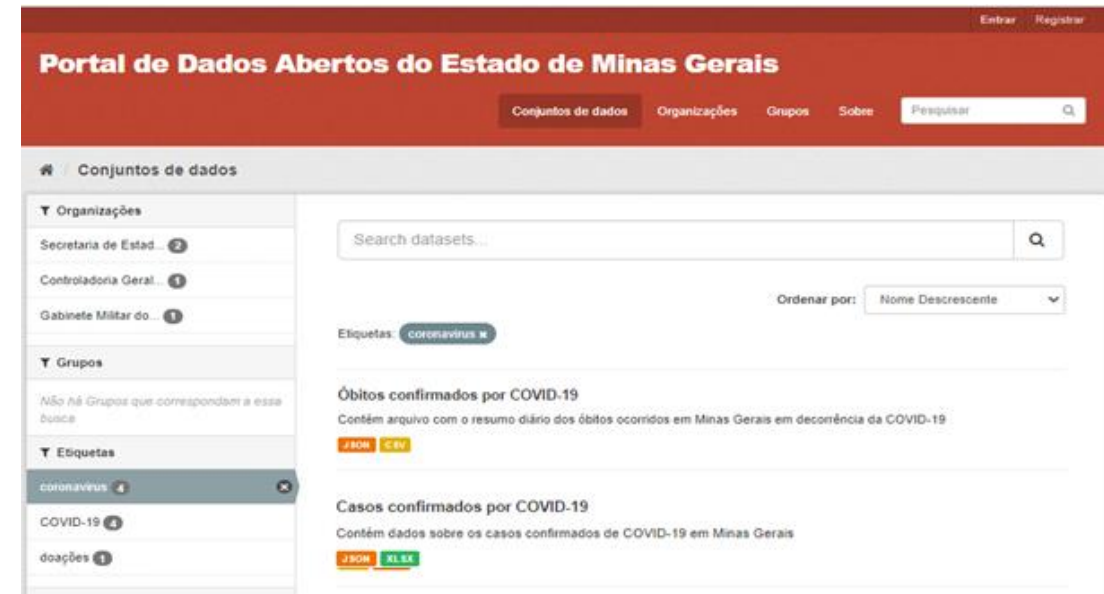 Entrar Registrar
Portal de Dados Abertos do Estado de Minas Gerais
Conjuntos de dados Organizações Grupos Sobre Pesquisar
/ Conjuntos de dados
Organizações
Secretaria de Estad... 2
Controladoria Geral... 1
Gabinete Militar do... 1
Grupos
Não há Grupos que correspondam a essa
busca
Etiquetas
coronavirus 4
COVID-19 4
doações 1
Search datasets...
Ordenar por: Nome Descrescente
Etiquetas: coronavirus x
Óbitos confirmados por COVID-19
Contém arquivo com o resumo diário dos óbitos ocorridos em Minas Gerais em decorrência da COVID-19
JSON CSV
Casos confirmados por COVID-19
Contém dados sobre os casos confirmados de COVID-19 em Minas Gerais
JSON XLSX